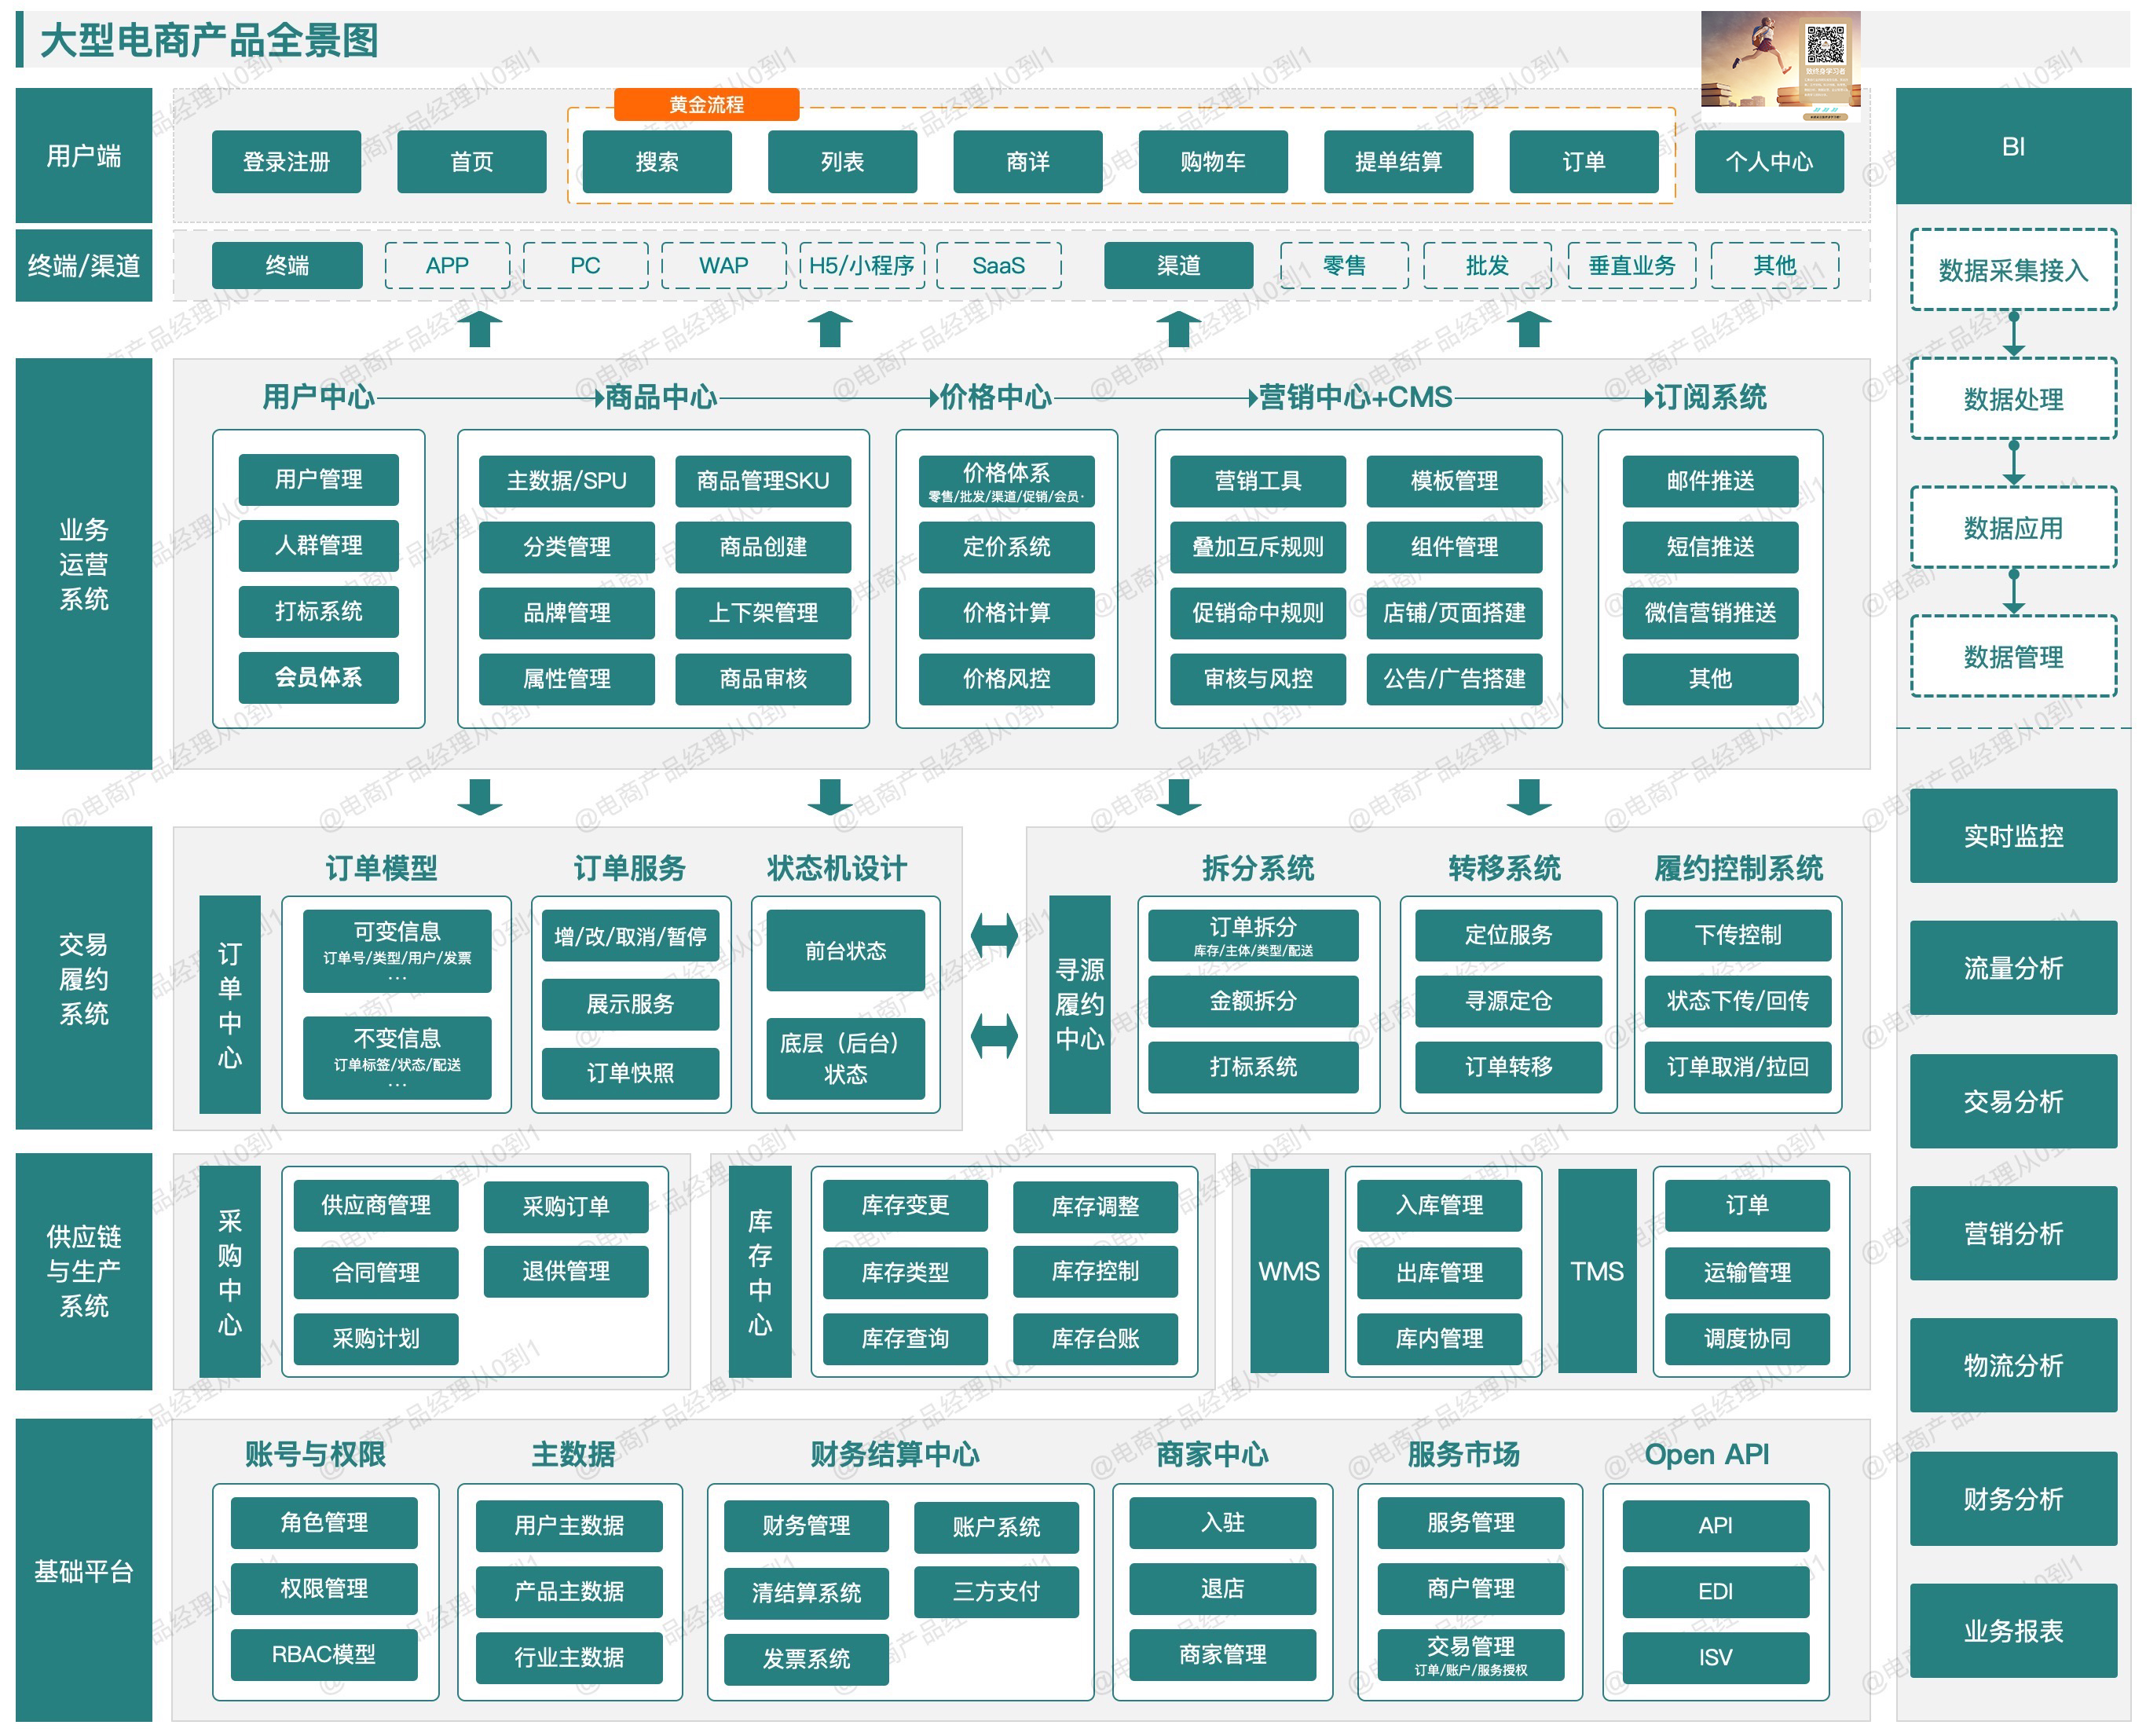 大型电商产品全景图
用户端
黄金流程
登录注册
首页
搜索
列表
商详
购物车
提单结算
订单
个人中心
终端/渠道
终端
APP
PC
WAP
H5/小程序
SaaS
渠道
零售
批发
垂直业务
其他
业务
运营
系统
用户中心
用户管理
人群管理
打标系统
会员体系
商品中心
主数据/SPU
商品管理SKU
分类管理
商品创建
品牌管理
上下架管理
属性管理
商品审核
价格中心
价格体系
零售/批发/渠道/促销/会员·
定价系统
价格计算
价格风控
营销中心+CMS
营销工具
模板管理
叠加互斥规则
组件管理
促销命中规则
店铺/页面搭建
审核与风控
公告/广告搭建
订阅系统
邮件推送
短信推送
微信营销推送
其他
交易
履约
系统
订单中心
订单模型
可变信息
订单号/类型/用户/发票
...
不变信息
订单标签/状态/配送
...
订单服务
增/改/取消/暂停
展示服务
订单快照
状态机设计
前台状态
底层（后台）
状态
寻源
履约
中心
拆分系统
订单拆分
库存/主体/类型/配送
金额拆分
打标系统
转移系统
定位服务
寻源定仓
订单转移
履约控制系统
下传控制
状态下传/回传
订单取消/拉回
供应链
与生产
系统
采购中心
供应商管理
采购订单
合同管理
退供管理
采购计划
库存中心
库存变更
库存调整
库存类型
库存控制
库存查询
库存台账
WMS
入库管理
出库管理
库内管理
TMS
订单
运输管理
调度协同
基础平台
账号与权限
角色管理
权限管理
RBAC模型
主数据
用户主数据
产品主数据
行业主数据
财务结算中心
财务管理
账户系统
清结算系统
三方支付
发票系统
商家中心
入驻
退店
商家管理
服务市场
服务管理
商户管理
交易管理
订单/账户/服务授权
Open API
API
EDI
ISV
BI
数据采集接入
数据处理
数据应用
数据管理
实时监控
流量分析
交易分析
营销分析
物流分析
财务分析
业务报表
@电商产品经理从0到1